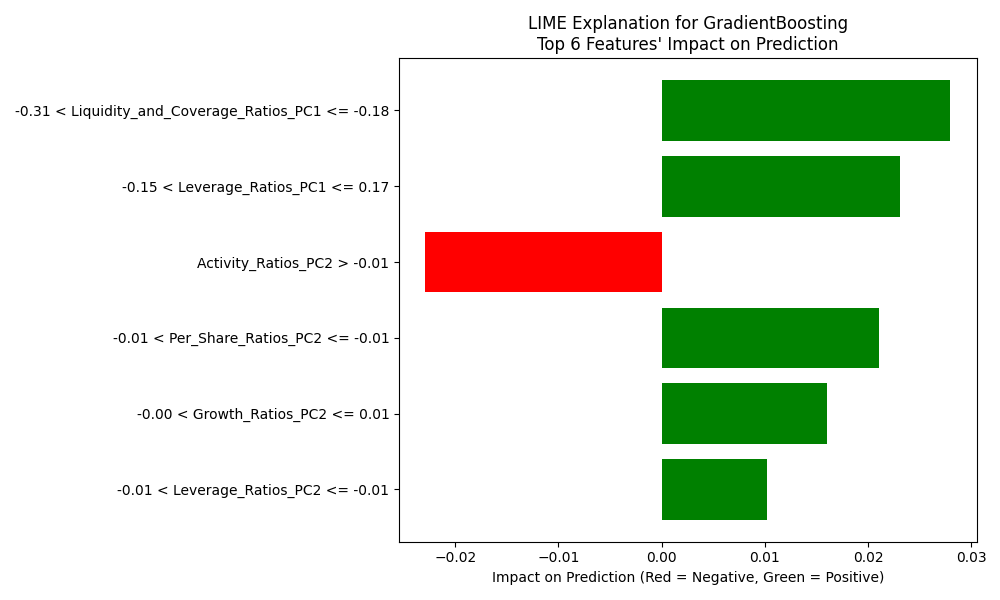 LIME Explanation for GradientBoosting
Top 6 Features' Impact on Prediction
-0.31 < Liquidity_and_Coverage_Ratios_PC1 <= -0.18
-0.15 < Leverage_Ratios_PC1 <= 0.17
Activity_Ratios_PC2 > -0.01
-0.01 < Per_Share_Ratios_PC2 <= -0.01
-0.00 < Growth_Ratios_PC2 <= 0.01
-0.01 < Leverage_Ratios_PC2 <= -0.01
−0.02 −0.01 0.00 0.01 0.02 0.03
Impact on Prediction (Red = Negative, Green = Positive)